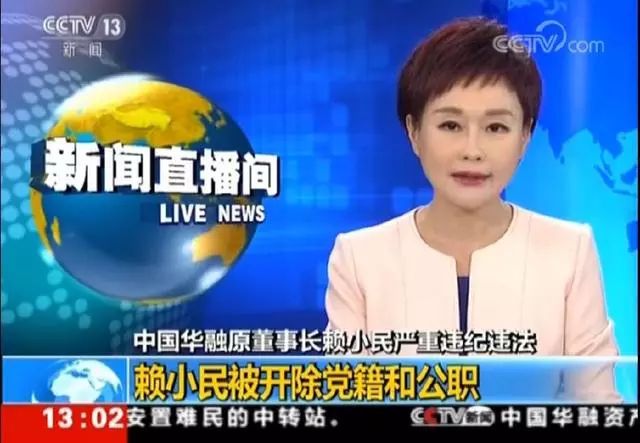 CCTV 13
新闻
CCTV.com
新闻直播间
LIVE NEWS
中国华融原董事长赖小民严重违纪违法
赖小民被开除党籍和公职
13:02 安置难民的中转站. CCTV 新闻 中国华融资产